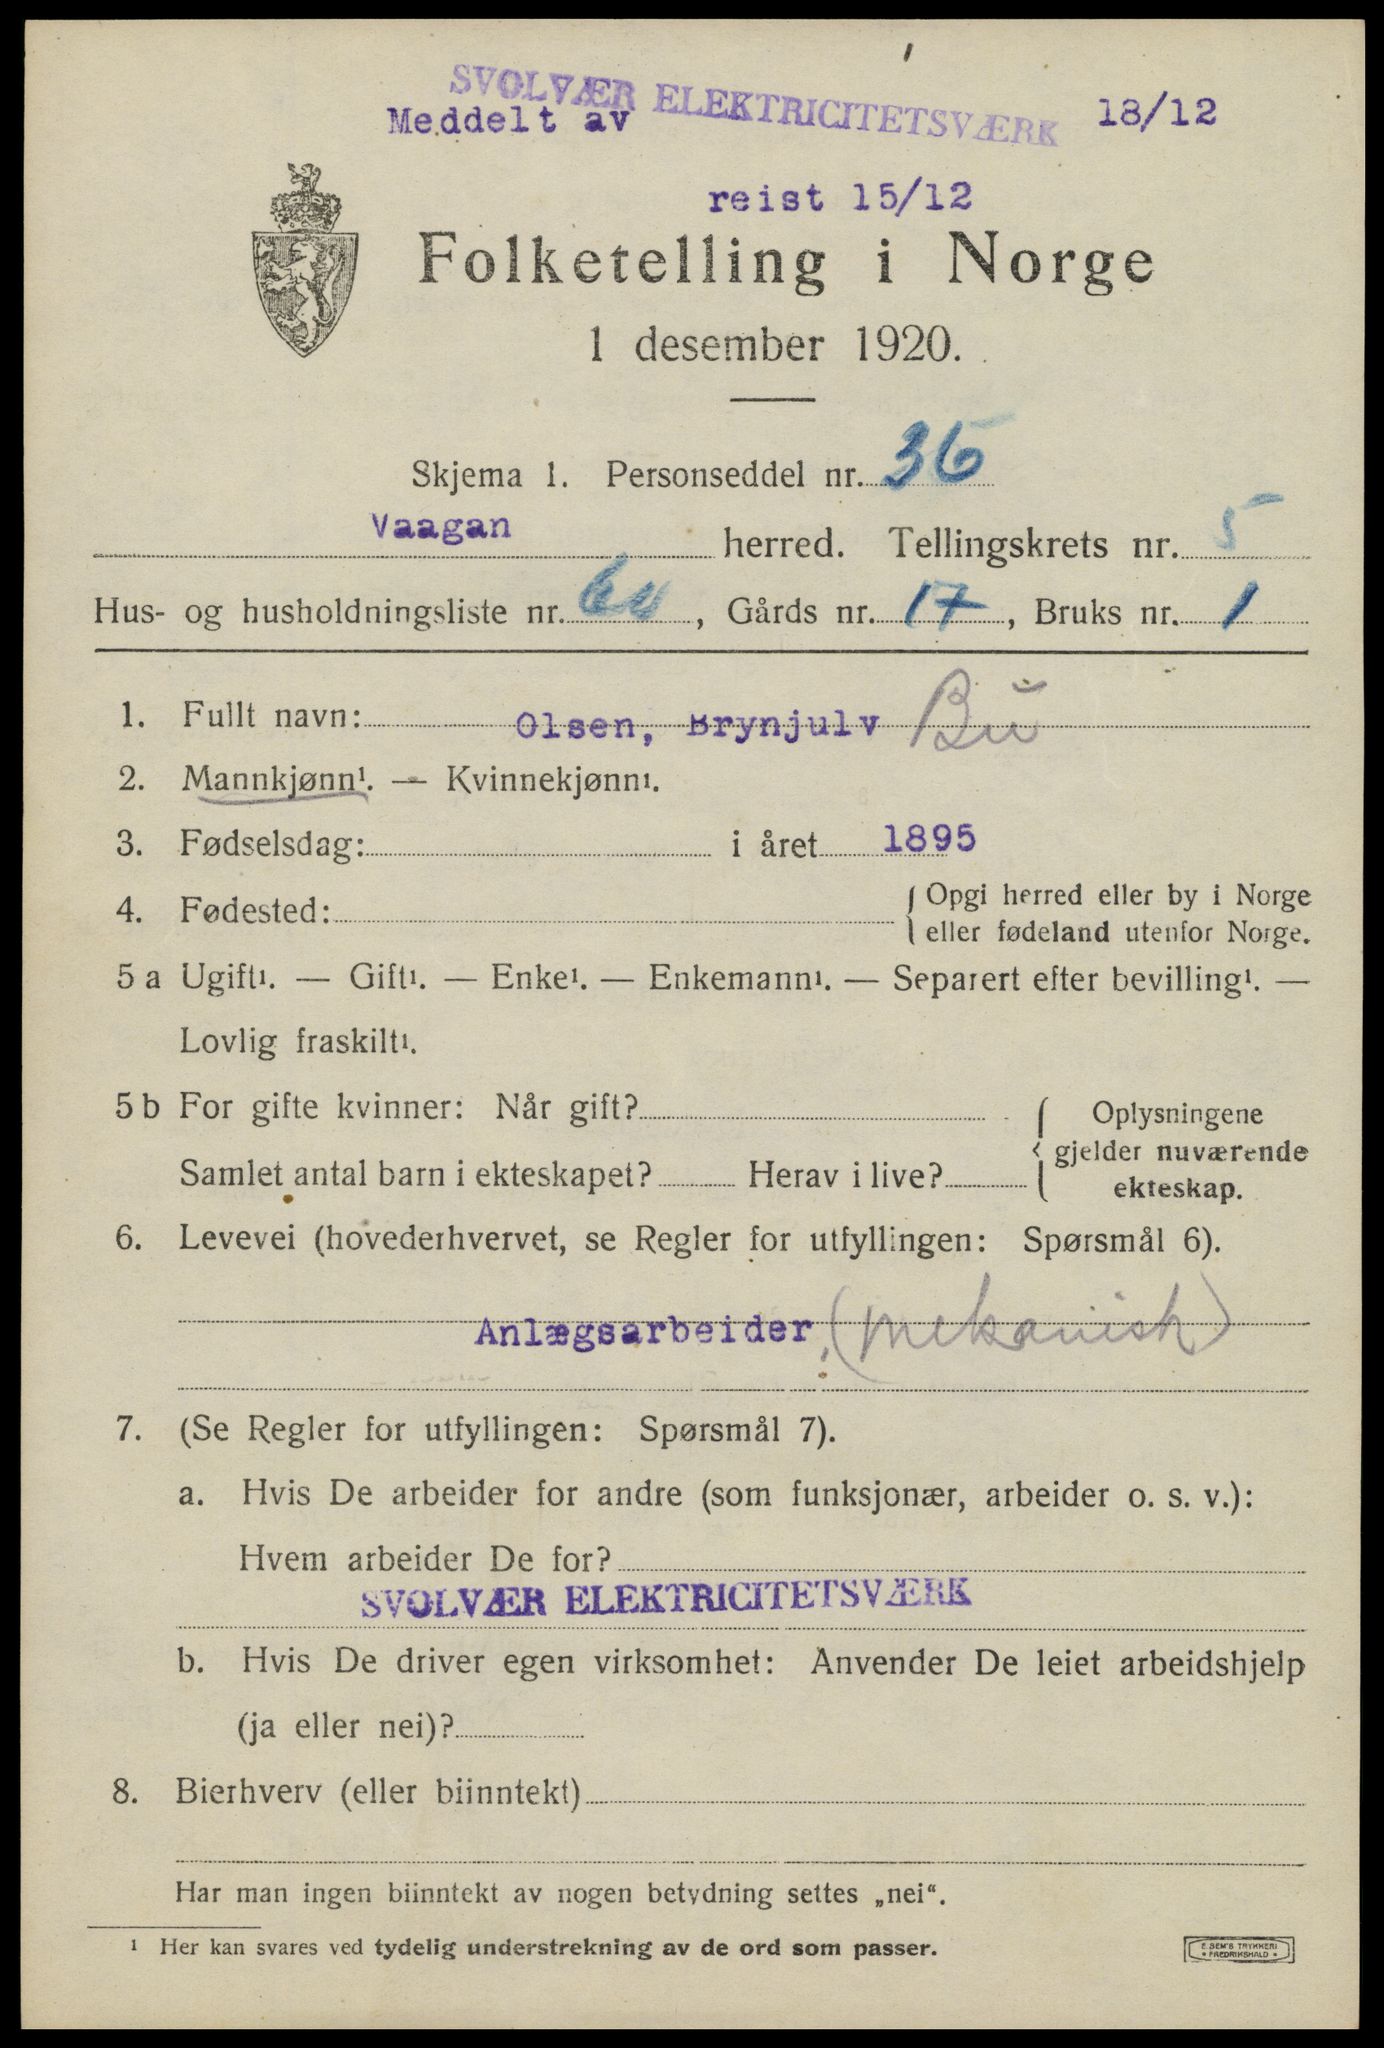 SVOLVÆR ELEKTRICITETSVÆRK
Meddelt av 18/12
reist 15/12
Folketelling i Norge
1 desember 1920.
Skjema 1. Personseddel nr. 36
Vaagan herred. Tellingskrets nr. 5
Hus- og husholdningsliste nr. , Gårds nr. 17, Bruks nr. 1
1. Fullt navn: Olsen, Brynjulv
2. Mannkjønn¹. — Kvinnekjønn¹.
3. Fødselsdag: i året 1895
4. Fødested: { Opgi herred eller by i Norge
eller fødeland utenfor Norge.
5 a Ugift¹. — Gift¹. — Enke¹. — Enkemann¹. — Separert efter bevilling¹. —
Lovlig fraskilt¹.
5 b For gifte kvinner: Når gift? { Oplysningene
gjelder nuværende
Samlet antal barn i ekteskapet? Herav i live?
ekteskap.
6. Levevei (hovederhvervet, se Regler for utfyllingen: Spørsmål 6).
Anlægsarbeider, (mekanisk)
7. (Se Regler for utfyllingen: Spørsmål 7).
a. Hvis De arbeider for andre (som funksjonær, arbeider o. s. v.):
Hvem arbeider De for?
SVOLVÆR ELEKTRICITETSVÆRK
b. Hvis De driver egen virksomhet: Anvender De leiet arbeidshjelp
(ja eller nei)?
8. Bierhverv (eller biinntekt)
Har man ingen biinntekt av nogen betydning settes „nei“.
¹ Her kan svares ved tydelig understrekning av de ord som passer.
E. SEM'S TRYKKERI
* FREDRIKSHALD *